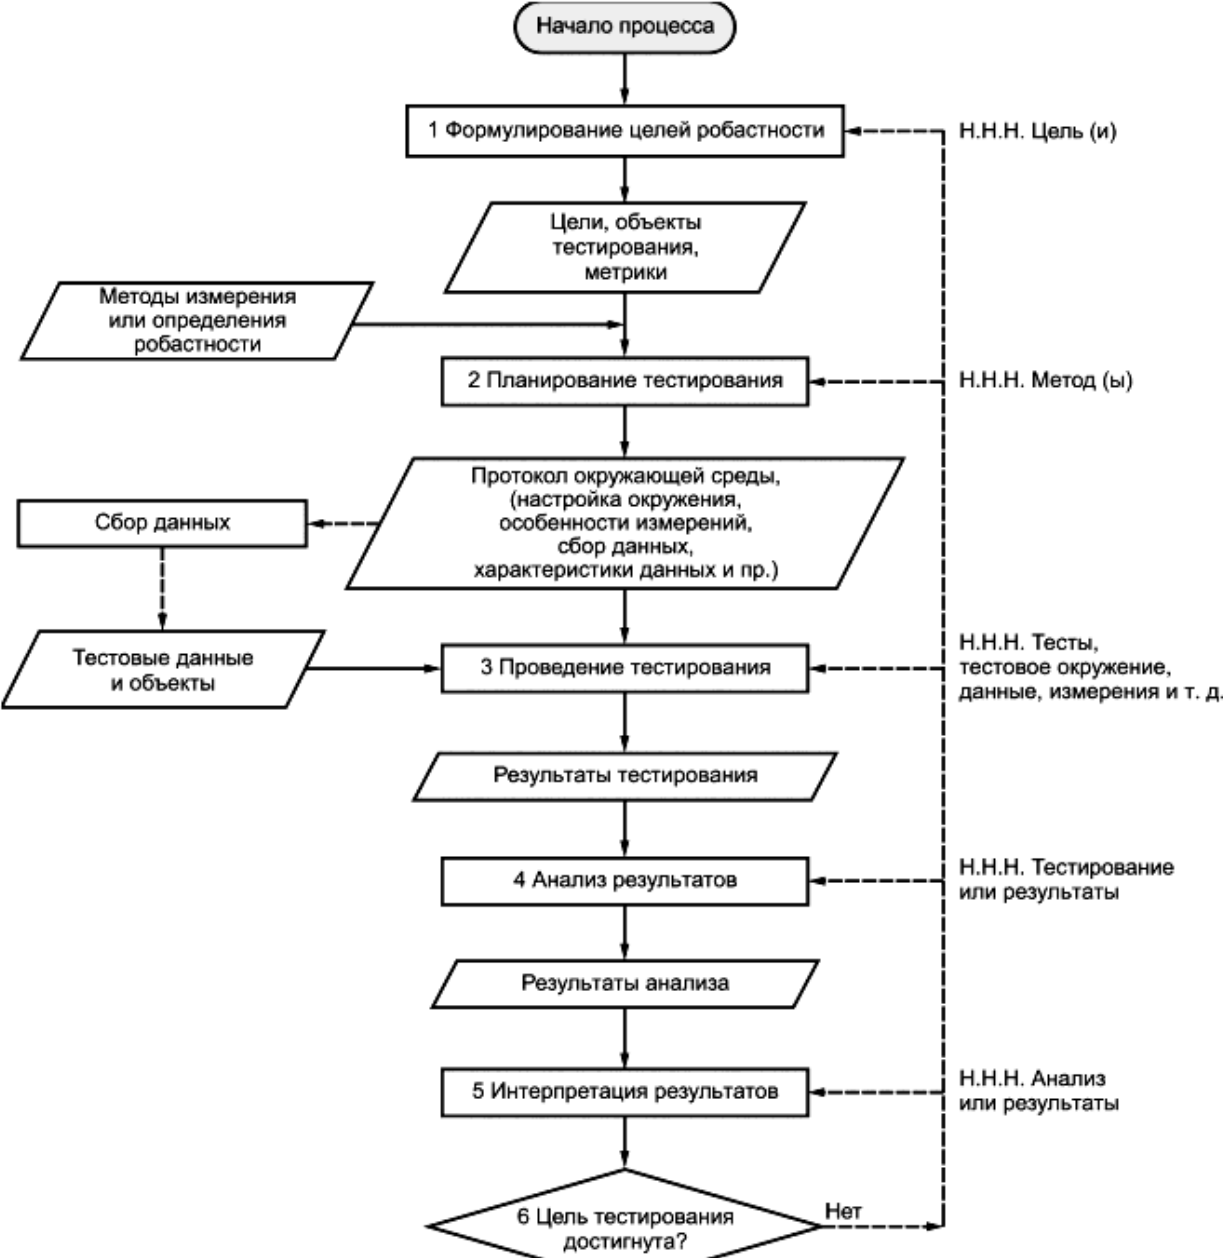 Начало процесса
1 Формулирование целей робастности
Н.Н.Н. Цель (и)
Цели, объекты
тестирования,
метрики
Методы измерения
или определения
робастности
2 Планирование тестирования
Н.Н.Н. Метод (ы)
Протокол окружающей среды,
(настройка окружения,
особенности измерений,
сбор данных,
характеристики данных и пр.)
Сбор данных
Тестовые данные
и объекты
3 Проведение тестирования
Н.Н.Н. Тесты,
тестовое окружение,
данные, измерения и т. д.
Результаты тестирования
4 Анализ результатов
Н.Н.Н. Тестирование
или результаты
Результаты анализа
5 Интерпретация результатов
Н.Н.Н. Анализ
или результаты
6 Цель тестирования
достигнута?
Нет